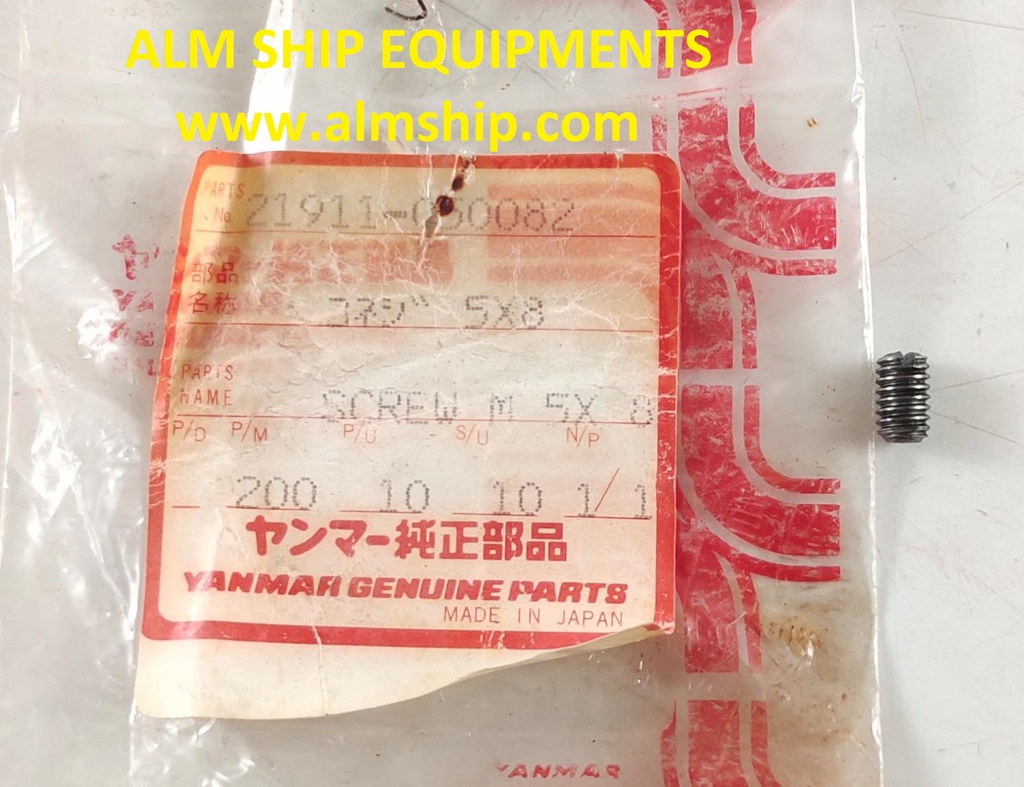 ALM SHIP EQUIPMENTS
www.almship.com
PARTS
No 21911-050082
部品
名称 コネジ 5X8
PARTS
NAME SCREW M 5X 8
P/D P/M P/U S/U N/P
200 10 10 1/1
ヤンマー純正部品
YANMAR GENUINE PARTS
MADE IN JAPAN
YANMAR